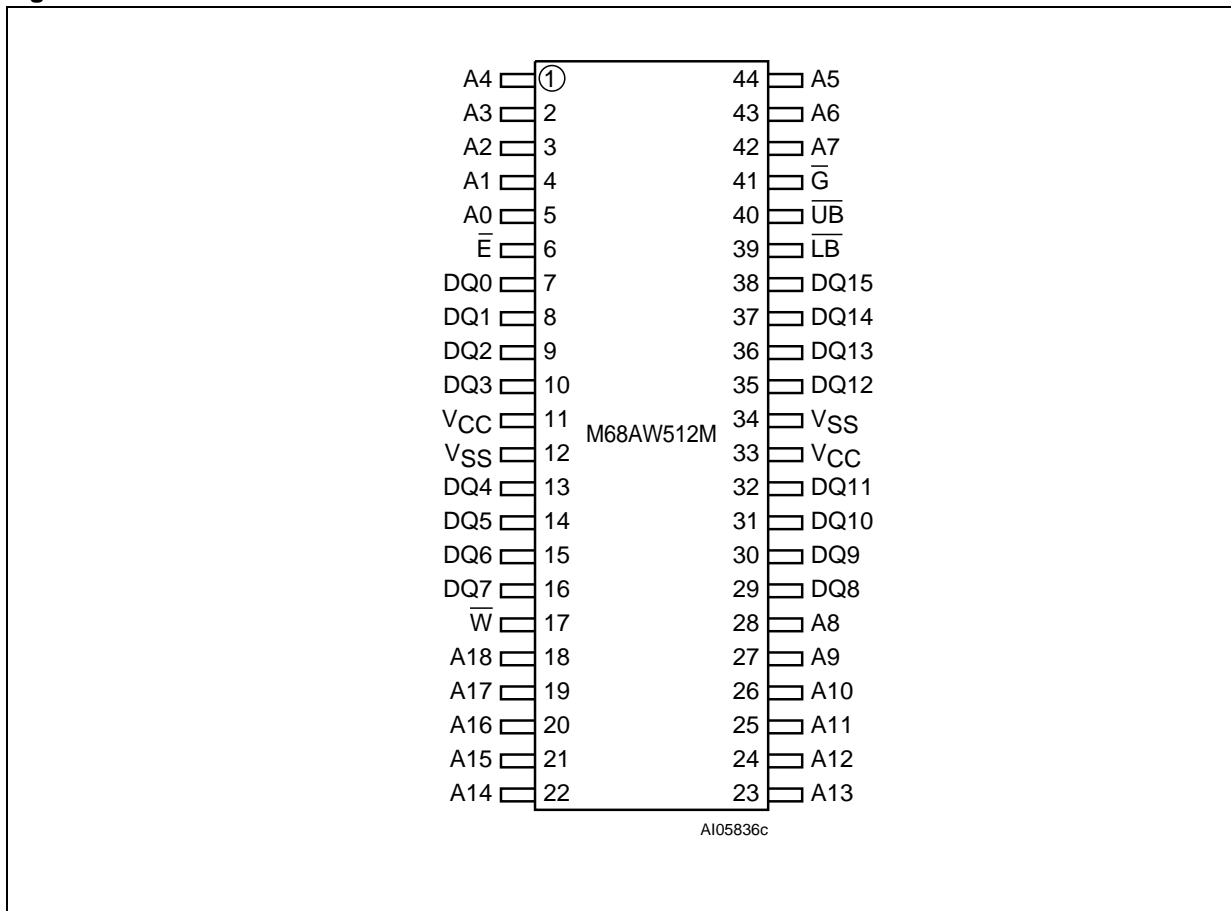 A4 1 44 A5
A3 2 43 A6
A2 3 42 A7
A1 4 41 G̅
A0 5 40 U̅B̅
E̅ 6 39 L̅B̅
DQ0 7 38 DQ15
DQ1 8 37 DQ14
DQ2 9 36 DQ13
DQ3 10 35 DQ12
VCC 11 34 VSS
M68AW512M
VSS 12 33 VCC
DQ4 13 32 DQ11
DQ5 14 31 DQ10
DQ6 15 30 DQ9
DQ7 16 29 DQ8
W̅ 17 28 A8
A18 18 27 A9
A17 19 26 A10
A16 20 25 A11
A15 21 24 A12
A14 22 23 A13
AI05836c